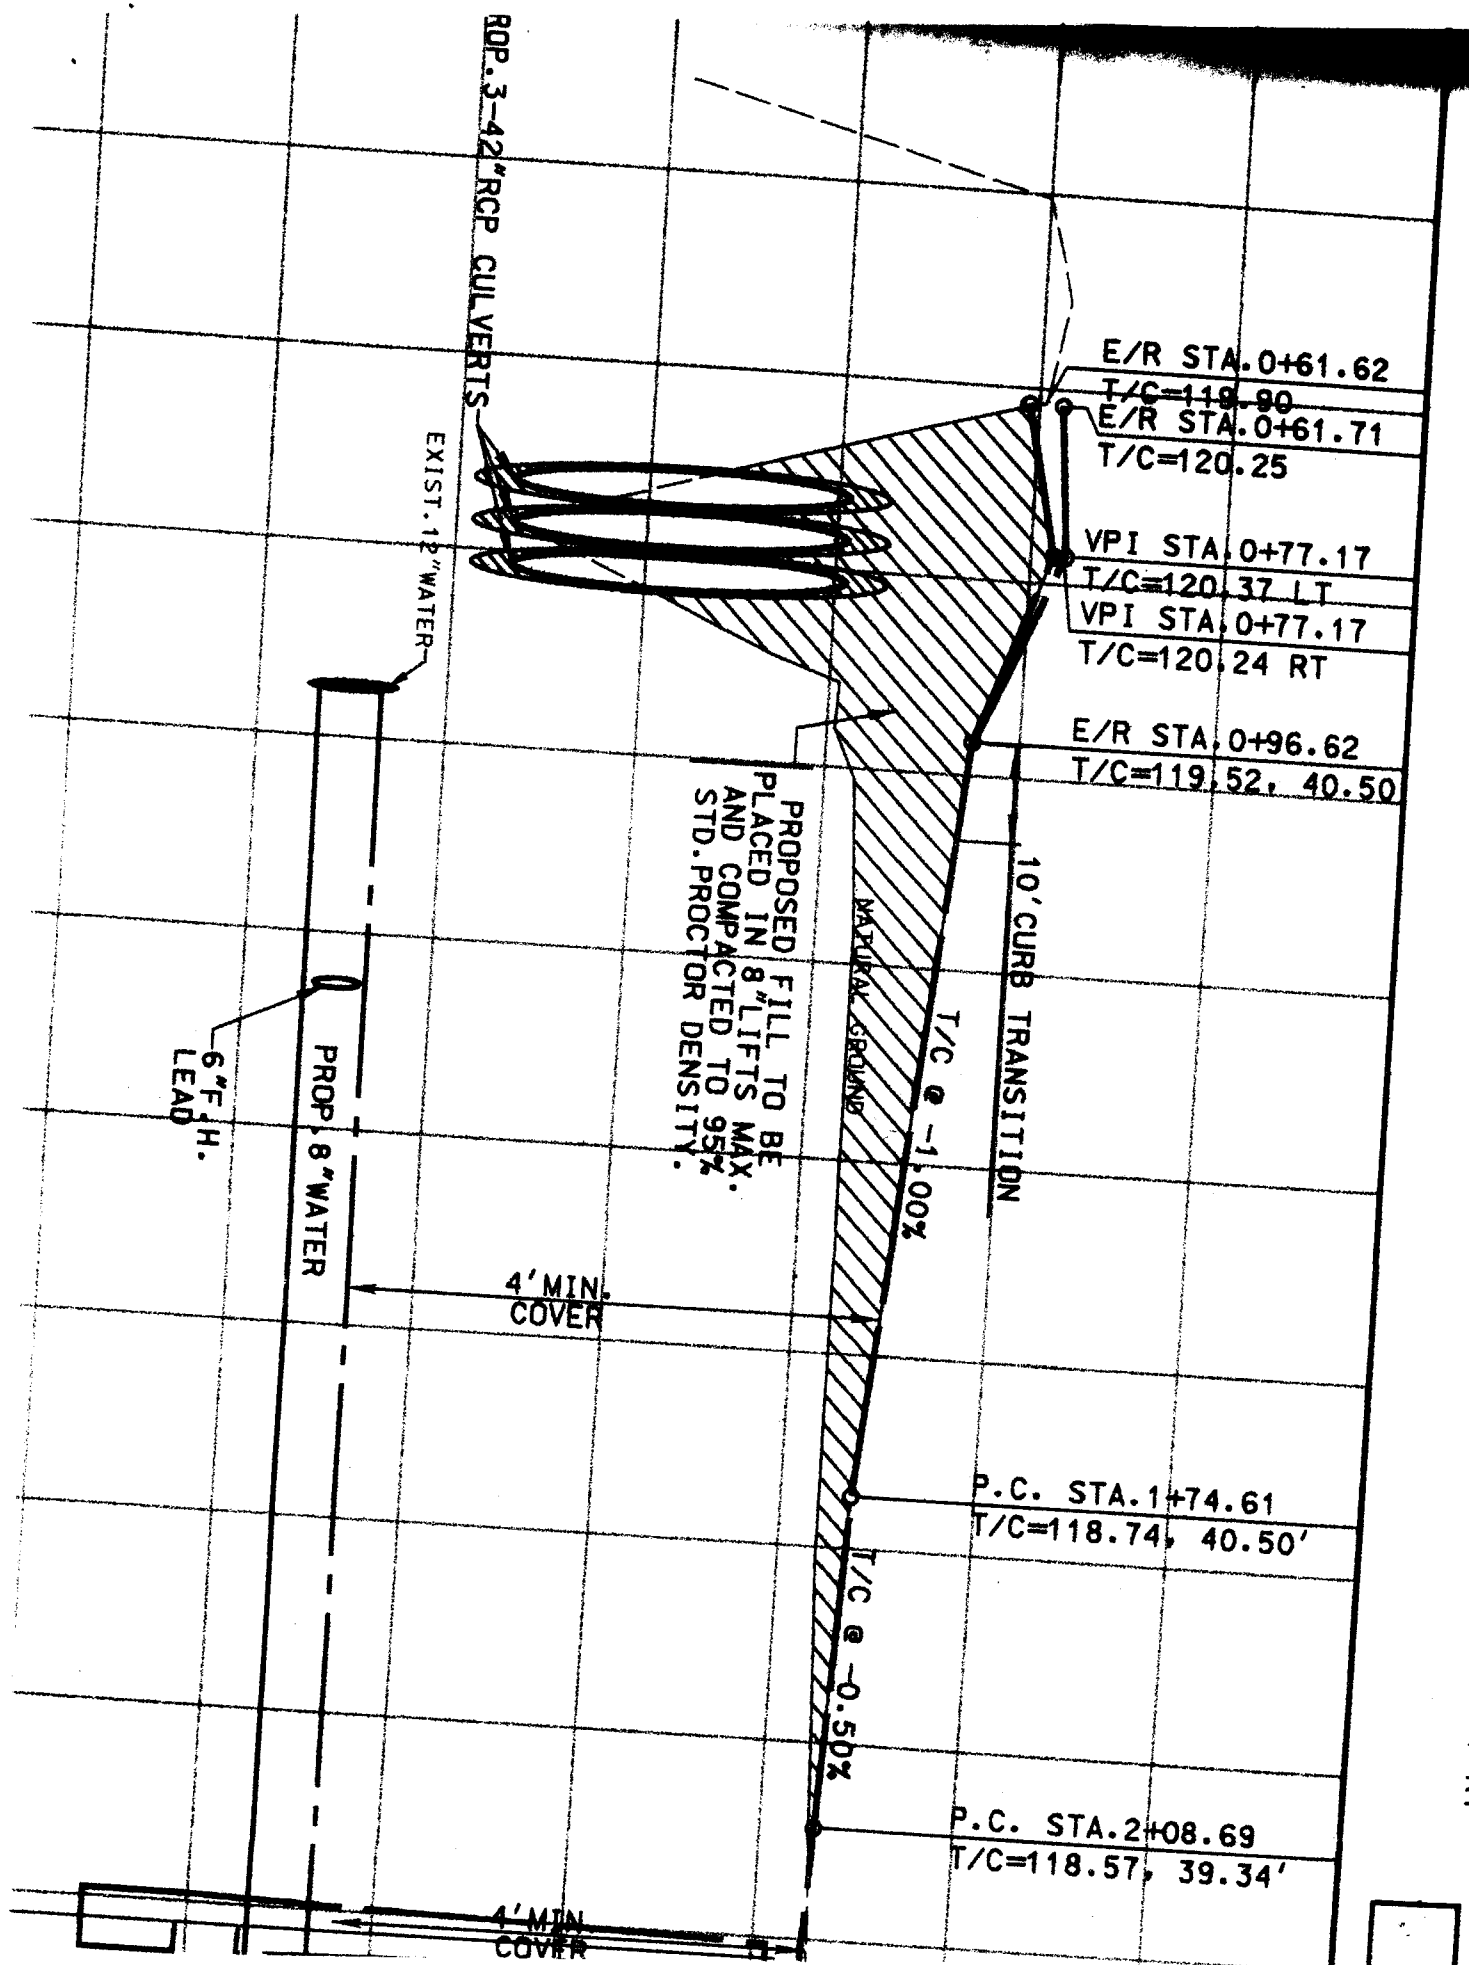 ROP. 3-42"RCP CULVERTS
E/R STA. 0+61.62
T/C=119.90
E/R STA. 0+61.71
T/C=120.25
VPI STA. 0+77.17
T/C=120.37 LT
VPI STA. 0+77.17
T/C=120.24 RT
E/R STA. 0+96.62
T/C=119.52, 40.50
EXIST. 12"WATER
PROPOSED FILL TO BE
PLACED IN 8"LIFTS MAX.
AND COMPACTED TO 95%
STD. PROCTOR DENSITY.
NATURAL GROUND
10'CURB TRANSITION
T/C @ -1.00%
6"F.H.
LEAD
PROP. 8"WATER
4'MIN.
COVER
P.C. STA. 1+74.61
T/C=118.74, 40.50'
T/C @ -0.50%
P.C. STA. 2+08.69
T/C=118.57, 39.34'
4'MIN
COVER